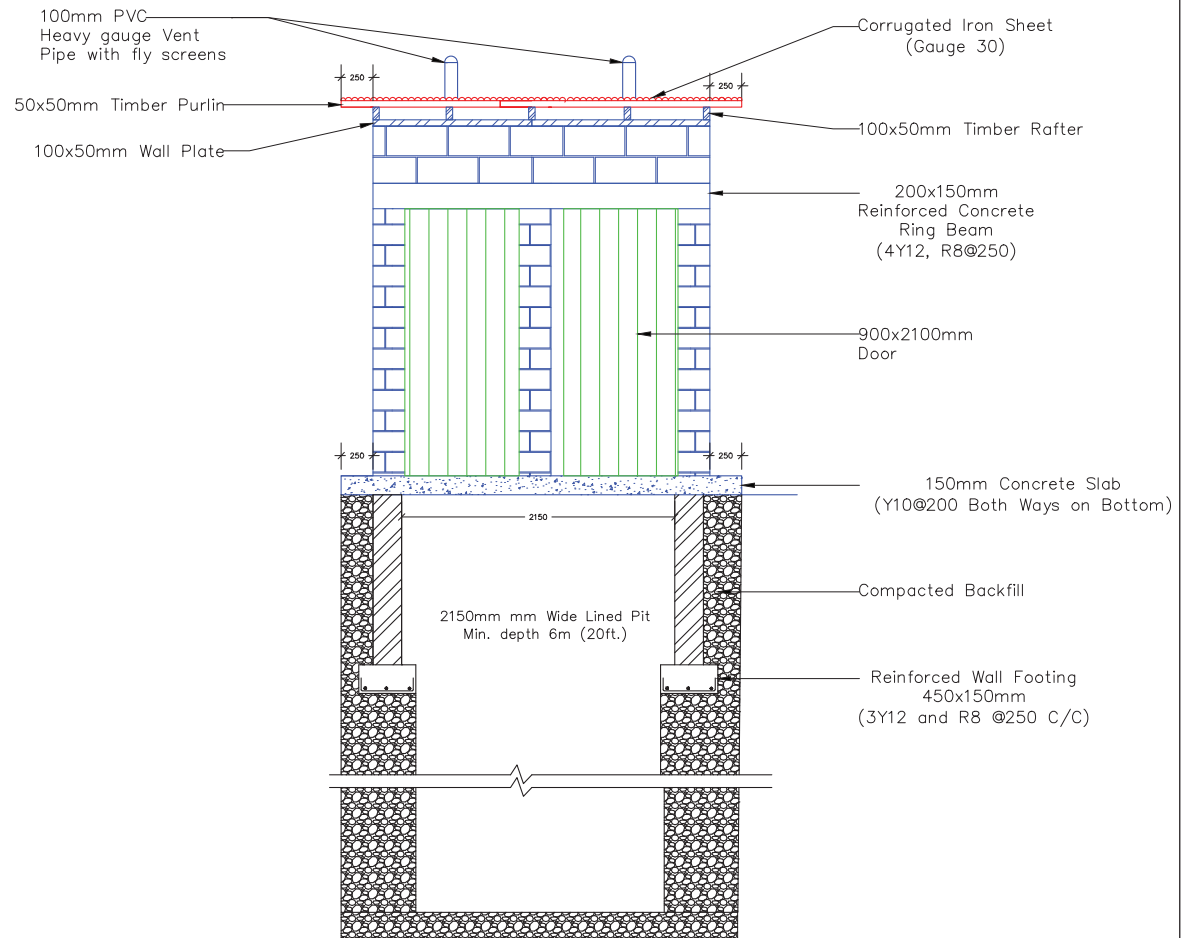 100mm PVC
Heavy gauge Vent
Pipe with fly screens
Corrugated Iron Sheet
(Gauge 30)
250
250
50x50mm Timber Purlin
100x50mm Timber Rafter
100x50mm Wall Plate
200x150mm
Reinforced Concrete
Ring Beam
(4Y12, R8@250)
900x2100mm
Door
250
250
150mm Concrete Slab
(Y10@200 Both Ways on Bottom)
2150
Compacted Backfill
2150mm mm Wide Lined Pit
Min. depth 6m (20ft.)
Reinforced Wall Footing
450x150mm
(3Y12 and R8 @250 C/C)